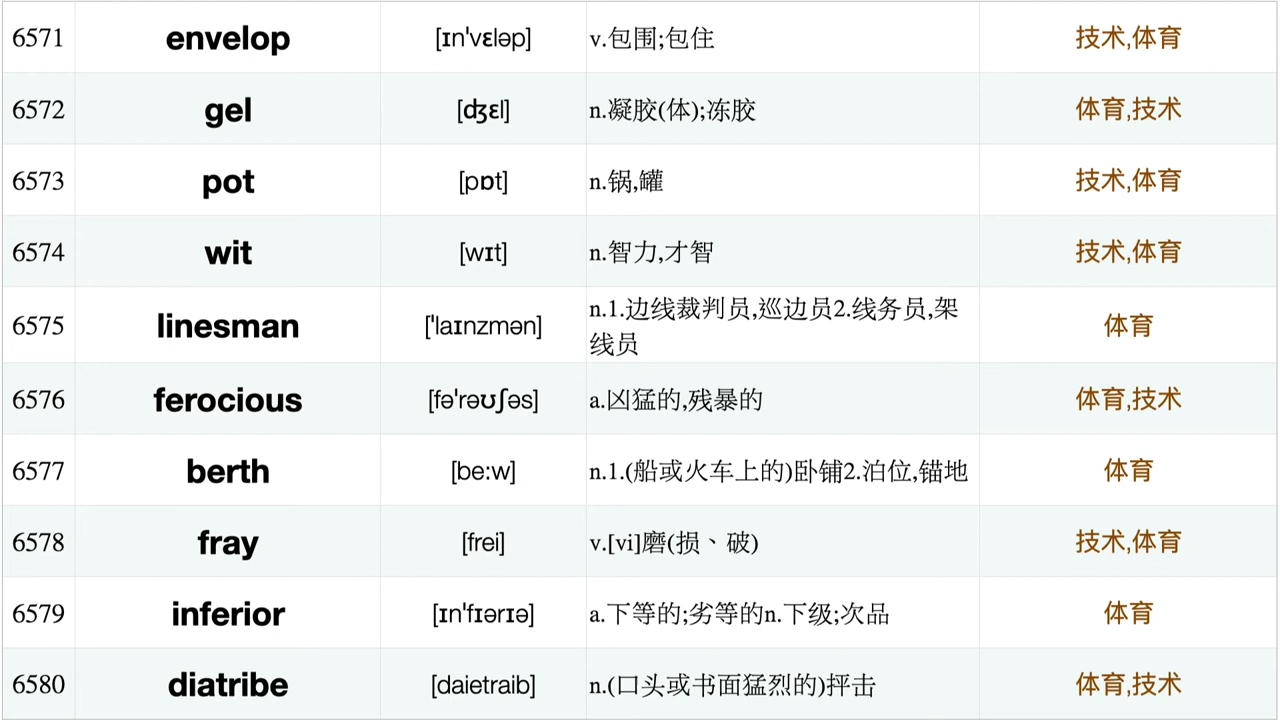 6571 envelop [ɪn'vɛləp] v.包围;包住 技术,体育
6572 gel [ʤɛl] n.凝胶(体);冻胶 体育,技术
6573 pot [pɒt] n.锅,罐 技术,体育
6574 wit [wɪt] n.智力,才智 技术,体育
6575 linesman ['laɪnzmən] n.1.边线裁判员,巡边员2.线务员,架 体育
线员
6576 ferocious [fə'rəʊʃəs] a.凶猛的,残暴的 体育,技术
6577 berth [be:w] n.1.(船或火车上的)卧铺2.泊位,锚地 体育
6578 fray [frei] v.[vi]磨(损、破) 技术,体育
6579 inferior [ɪn'fɪərɪə] a.下等的;劣等的n.下级;次品 体育
6580 diatribe [daietraib] n.(口头或书面猛烈的)抨击 体育,技术